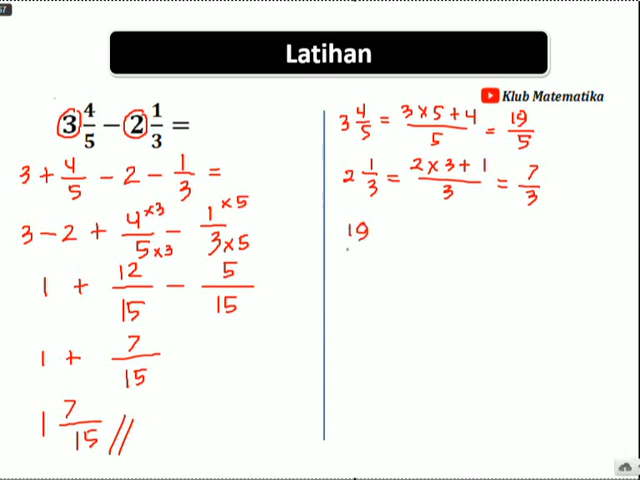 57
Latihan
Klub Matematika
3 4/5 − 2 1/3 =
3 + 4/5 − 2 − 1/3 =
3 − 2 + 4×3/5×3 − 1×5/3×5
1 + 12/15 − 5/15
1 + 7/15
1 7/15 //
3 4/5 = 3×5+4/5 = 19/5
2 1/3 = 2×3+1/3 = 7/3
19